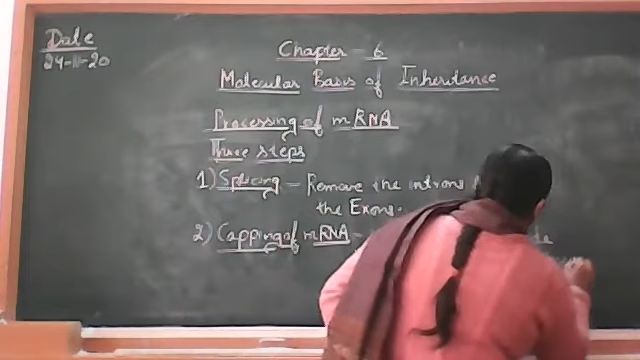 Date
24-11-20
Chapter - 6
Molecular Basis of Inheritance
Processing of mRNA
Three steps
1) Splicing - Remove the introns
the Exons.
2) Capping of mRNA -